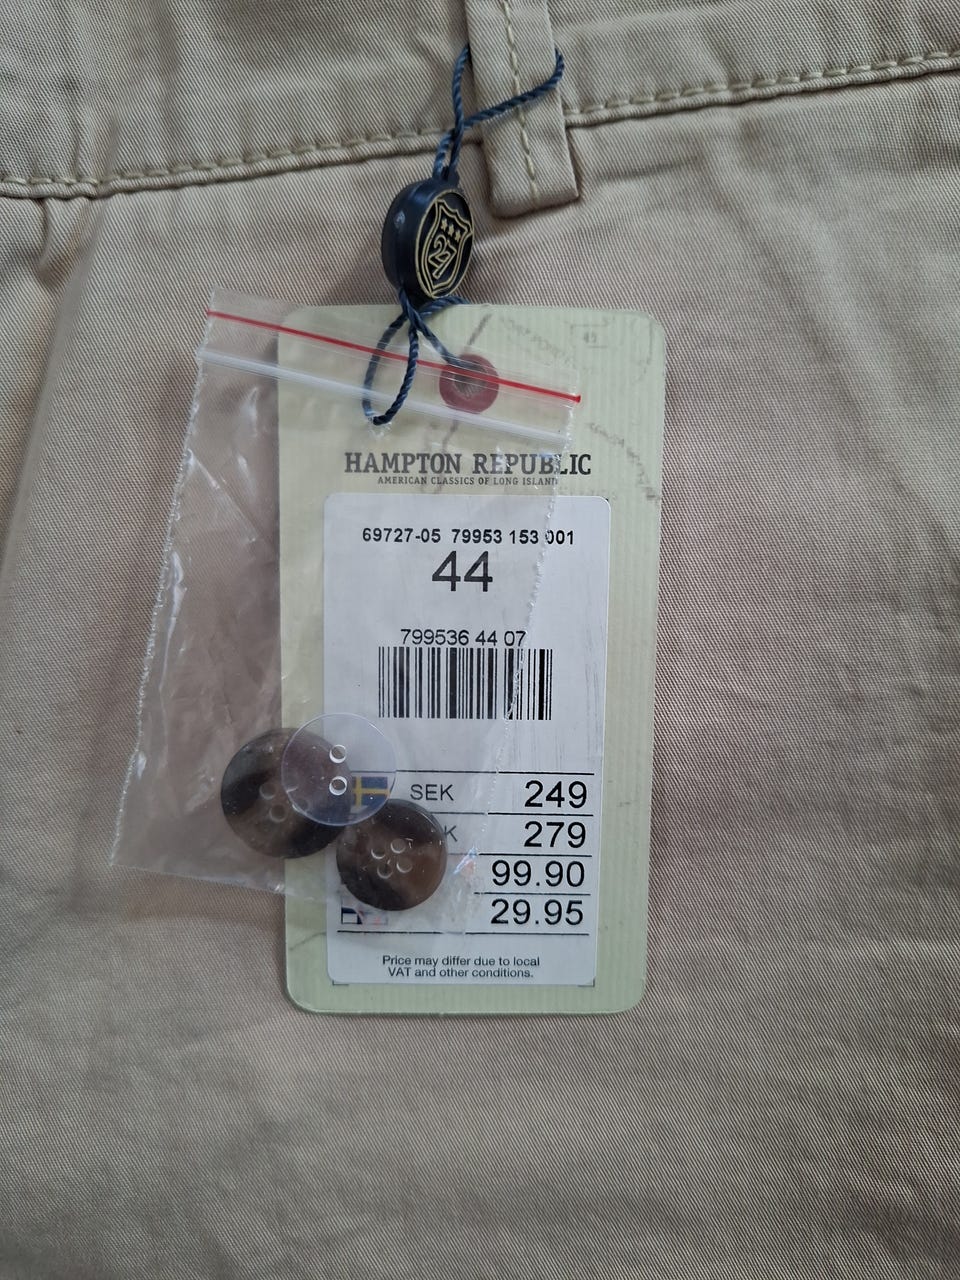 27
HAMPTON REPUBLIC
AMERICAN CLASSICS OF LONG ISLAND
69727-05 79953 153 001
44
799536 44 07
SEK 249
K 279
99.90
29.95
Price may differ due to local
VAT and other conditions.